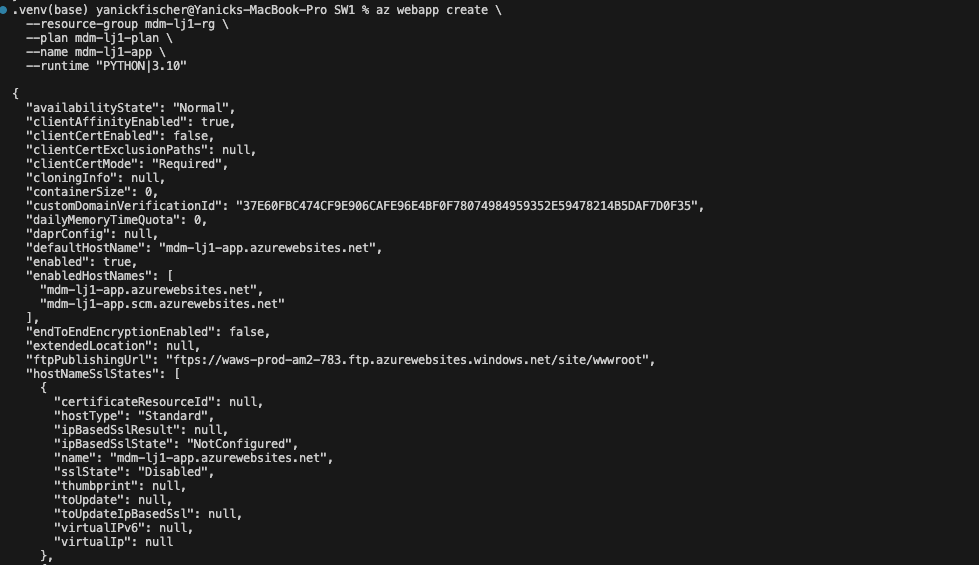 .venv(base) yanickfischer@Yanicks-MacBook-Pro SW1 % az webapp create \
--resource-group mdm-lj1-rg \
--plan mdm-lj1-plan \
--name mdm-lj1-app \
--runtime "PYTHON|3.10"
{
"availabilityState": "Normal",
"clientAffinityEnabled": true,
"clientCertEnabled": false,
"clientCertExclusionPaths": null,
"clientCertMode": "Required",
"cloningInfo": null,
"containerSize": 0,
"customDomainVerificationId": "37E60FBC474CF9E906CAFE96E4BF0F78074984959352E59478214B5DAF7D0F35",
"dailyMemoryTimeQuota": 0,
"daprConfig": null,
"defaultHostName": "mdm-lj1-app.azurewebsites.net",
"enabled": true,
"enabledHostNames": [
"mdm-lj1-app.azurewebsites.net",
"mdm-lj1-app.scm.azurewebsites.net"
],
"endToEndEncryptionEnabled": false,
"extendedLocation": null,
"ftpPublishingUrl": "ftps://waws-prod-am2-783.ftp.azurewebsites.windows.net/site/wwwroot",
"hostNameSslStates": [
{
"certificateResourceId": null,
"hostType": "Standard",
"ipBasedSslResult": null,
"ipBasedSslState": "NotConfigured",
"name": "mdm-lj1-app.azurewebsites.net",
"sslState": "Disabled",
"thumbprint": null,
"toUpdate": null,
"toUpdateIpBasedSsl": null,
"virtualIPv6": null,
"virtualIp": null
},